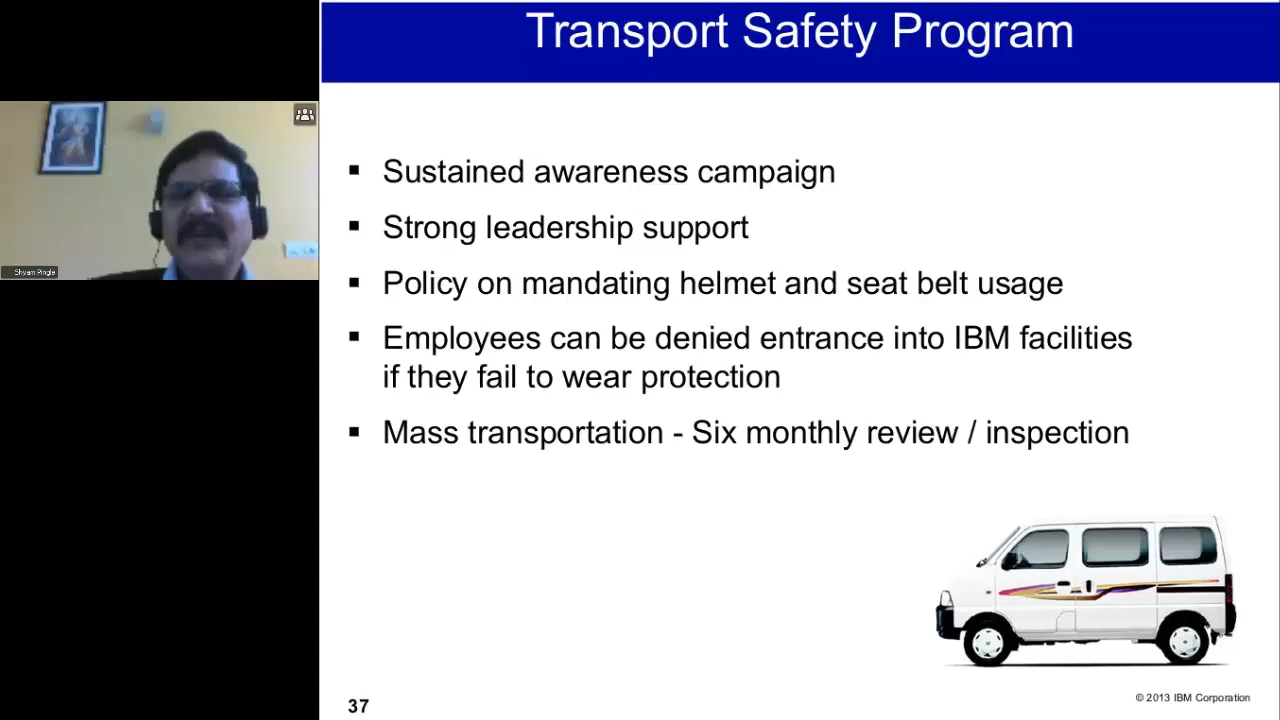 Transport Safety Program
Shyam Pingla
▪ Sustained awareness campaign
▪ Strong leadership support
▪ Policy on mandating helmet and seat belt usage
▪ Employees can be denied entrance into IBM facilities
if they fail to wear protection
▪ Mass transportation - Six monthly review / inspection
37
© 2013 IBM Corporation